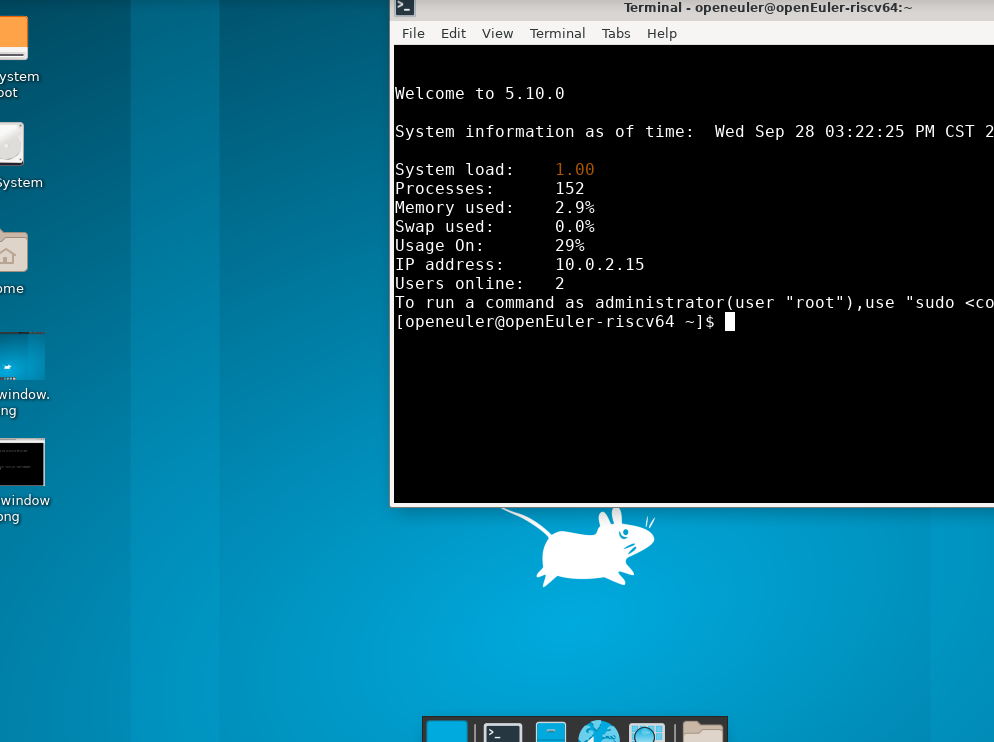 Terminal - openeuler@openEuler-riscv64:~
File Edit View Terminal Tabs Help
Welcome to 5.10.0
System information as of time:  Wed Sep 28 03:22:25 PM CST 2
System load:    1.00
Processes:      152
Memory used:    2.9%
Swap used:      0.0%
Usage On:       29%
IP address:     10.0.2.15
Users online:   2
To run a command as administrator(user "root"),use "sudo <co
[openeuler@openEuler-riscv64 ~]$
ystem
oot
System
ome
window.
ng
window
png